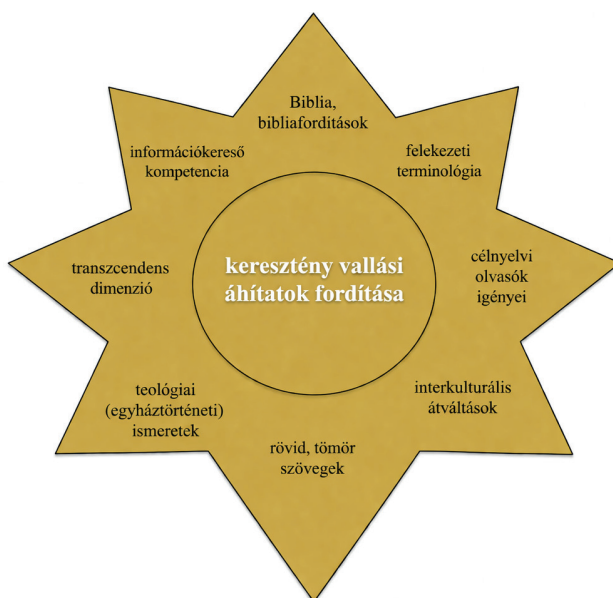 Biblia,
bibliafordítások
információkereső
kompetencia
felekezeti
terminológia
transzcendens
dimenzió
keresztény vallási
áhítatok fordítása
célnyelvi
olvasók
igényei
teológiai
(egyháztörténeti)
ismeretek
interkulturális
átváltások
rövid, tömör
szövegek